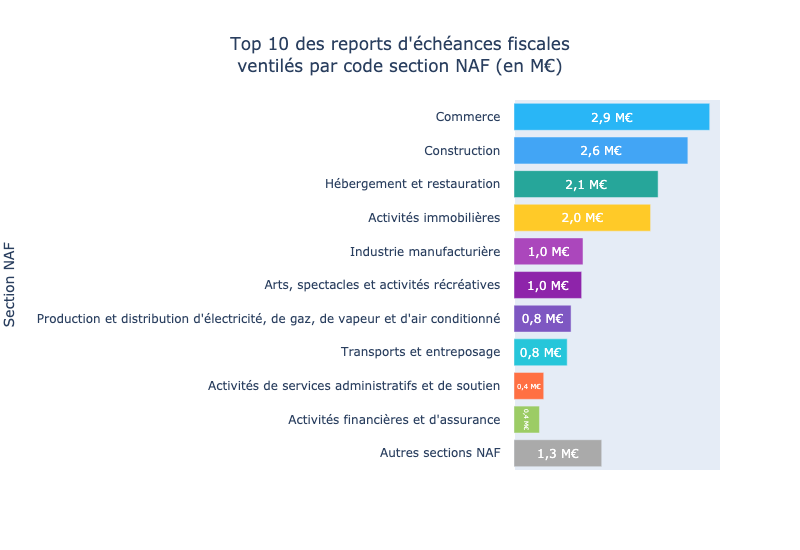 Top 10 des reports d'échéances fiscales
ventilés par code section NAF (en M€)
Section NAF
Commerce 2,9 M€
Construction 2,6 M€
Hébergement et restauration 2,1 M€
Activités immobilières 2,0 M€
Industrie manufacturière 1,0 M€
Arts, spectacles et activités récréatives 1,0 M€
Production et distribution d'électricité, de gaz, de vapeur et d'air conditionné 0,8 M€
Transports et entreposage 0,8 M€
Activités de services administratifs et de soutien 0,4 M€
Activités financières et d'assurance 0,4 M€
Autres sections NAF 1,3 M€